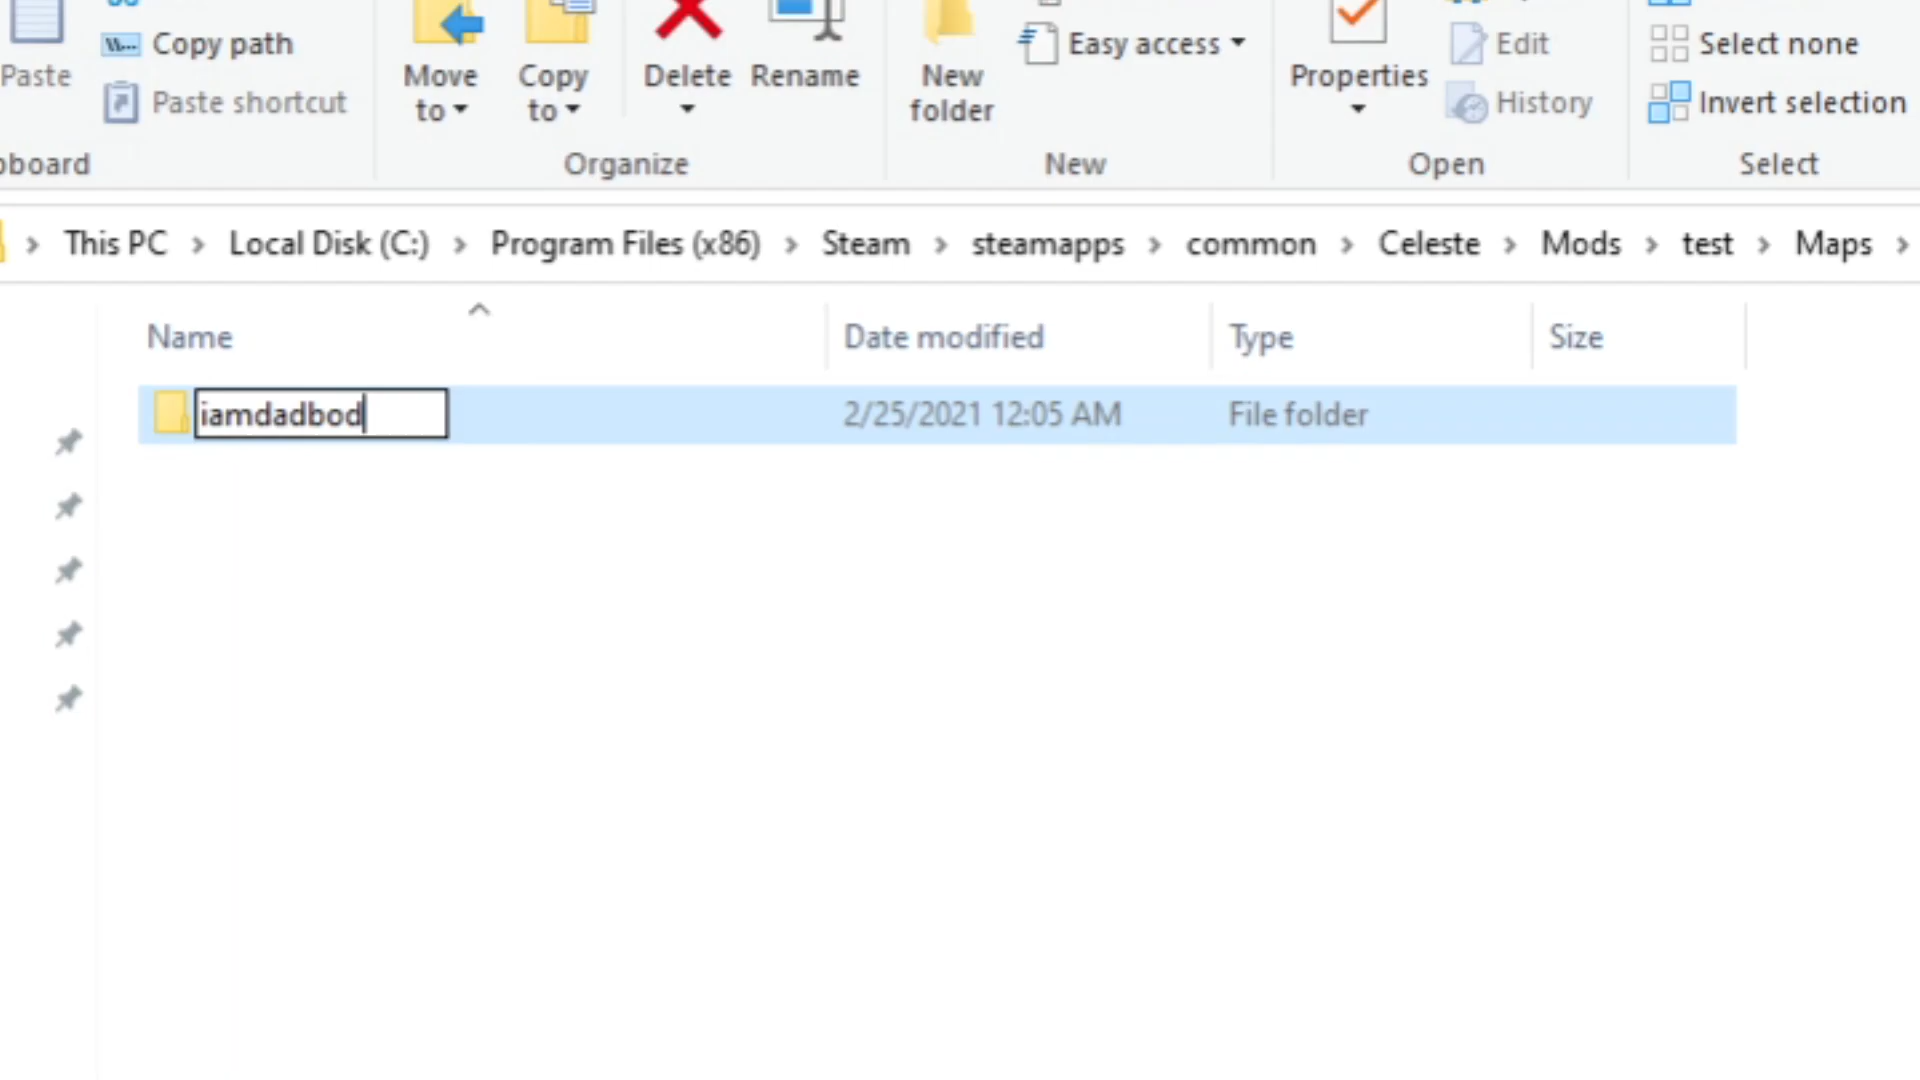 Copy path
Paste
Paste shortcut
Move to
Copy to
Delete
Rename
New folder
Easy access
Properties
Edit
History
Select none
Invert selection
Organize
New
Open
Select
This PC > Local Disk (C:) > Program Files (x86) > Steam > steamapps > common > Celeste > Mods > test > Maps >
Name
Date modified
Type
Size
iamdadbod
2/25/2021 12:05 AM
File folder